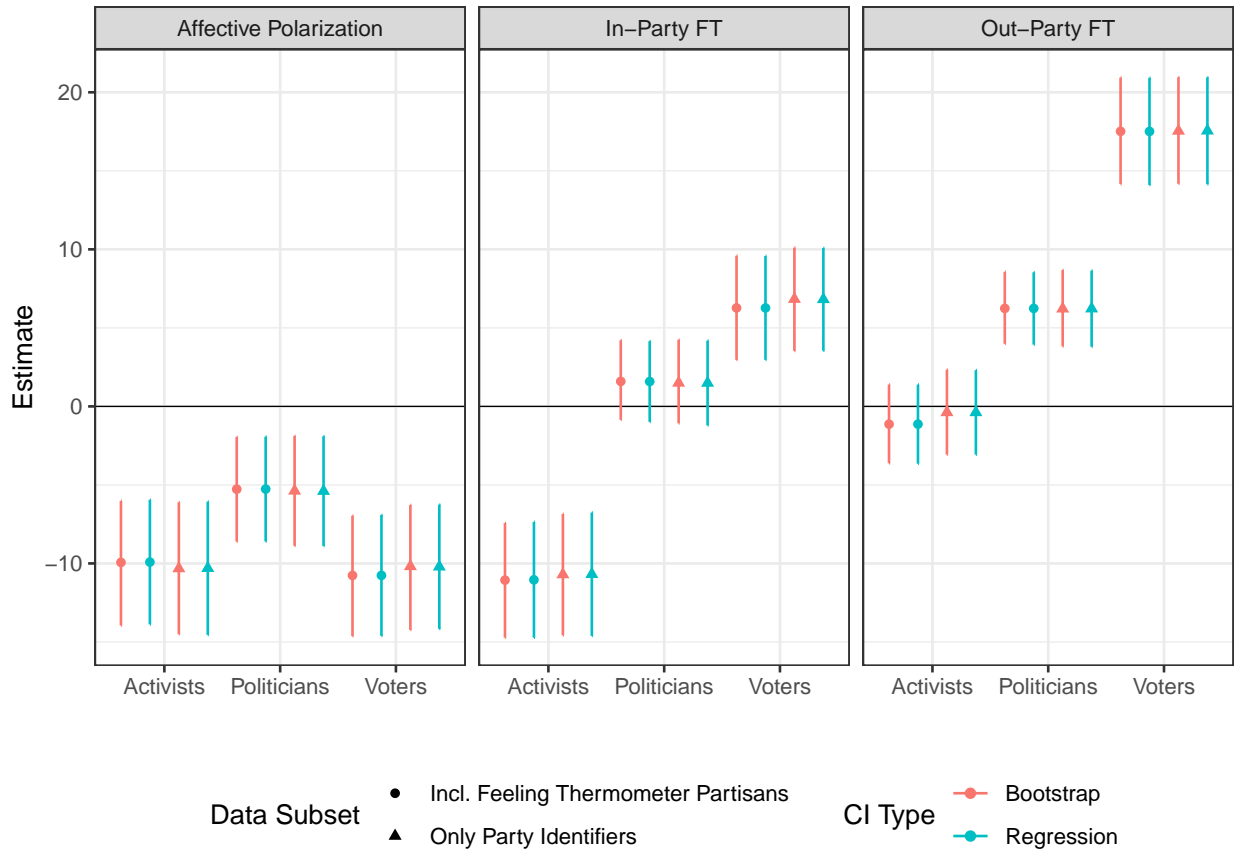 Affective Polarization
In−Party FT
Out−Party FT
20
10
0
−10
Estimate
Activists
Politicians
Voters
Activists
Politicians
Voters
Activists
Politicians
Voters
Data Subset
Incl. Feeling Thermometer Partisans
Only Party Identifiers
CI Type
Bootstrap
Regression